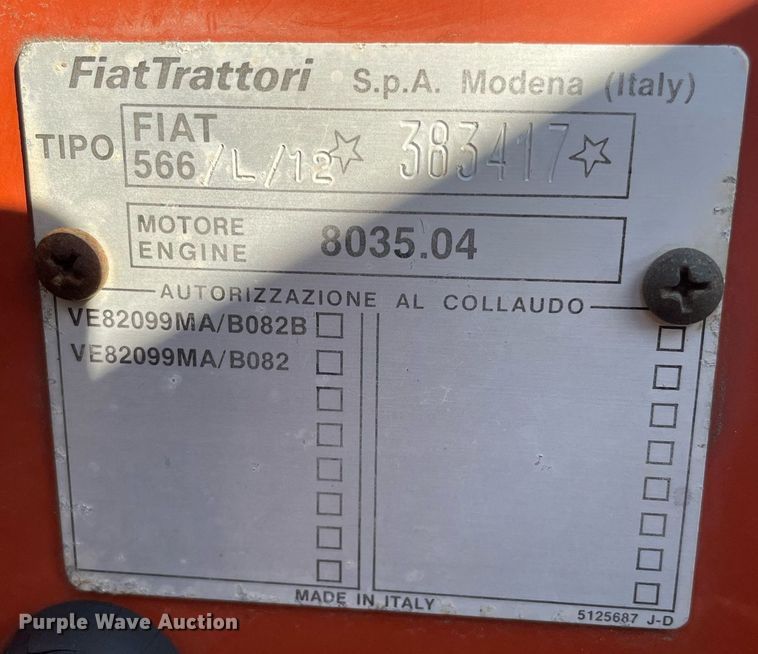 FiatTrattori S.p.A. Modena (Italy)
TIPO FIAT
566/L/12☆ 383417☆
MOTORE
ENGINE 8035.04
AUTORIZZAZIONE AL COLLAUDO
VE82099MA/B082B
VE82099MA/B082
MADE IN ITALY
5125687 J-D
Purple Wave Auction